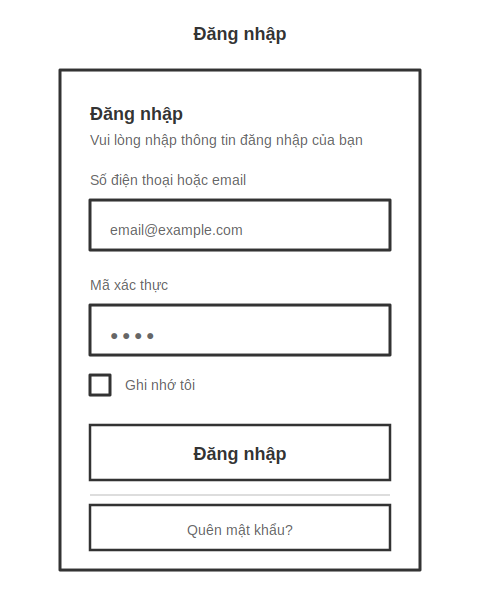 Đăng nhập
Đăng nhập
Vui lòng nhập thông tin đăng nhập của bạn
Số điện thoại hoặc email
email@example.com
Mã xác thực
••••
Ghi nhớ tôi
Đăng nhập
Quên mật khẩu?